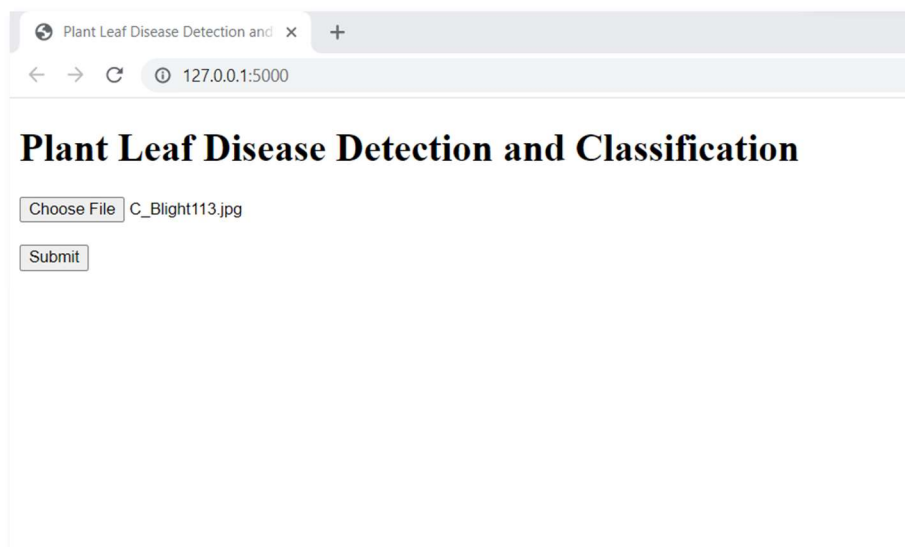 Plant Leaf Disease Detection and
127.0.0.1:5000
Plant Leaf Disease Detection and Classification
Choose File C_Blight113.jpg
Submit